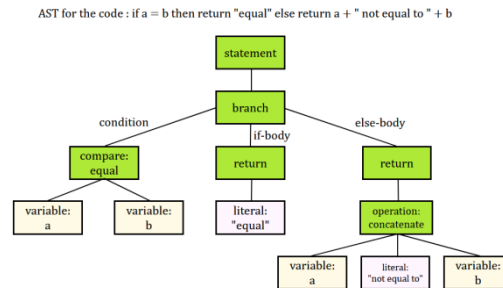 AST for the code : if a = b then return "equal" else return a + " not equal to " + b
statement
branch
condition
if-body
else-body
compare:
equal
return
return
variable:
a
variable:
b
literal:
"equal"
operation:
concatenate
variable:
a
literal:
"not equal to"
variable:
b